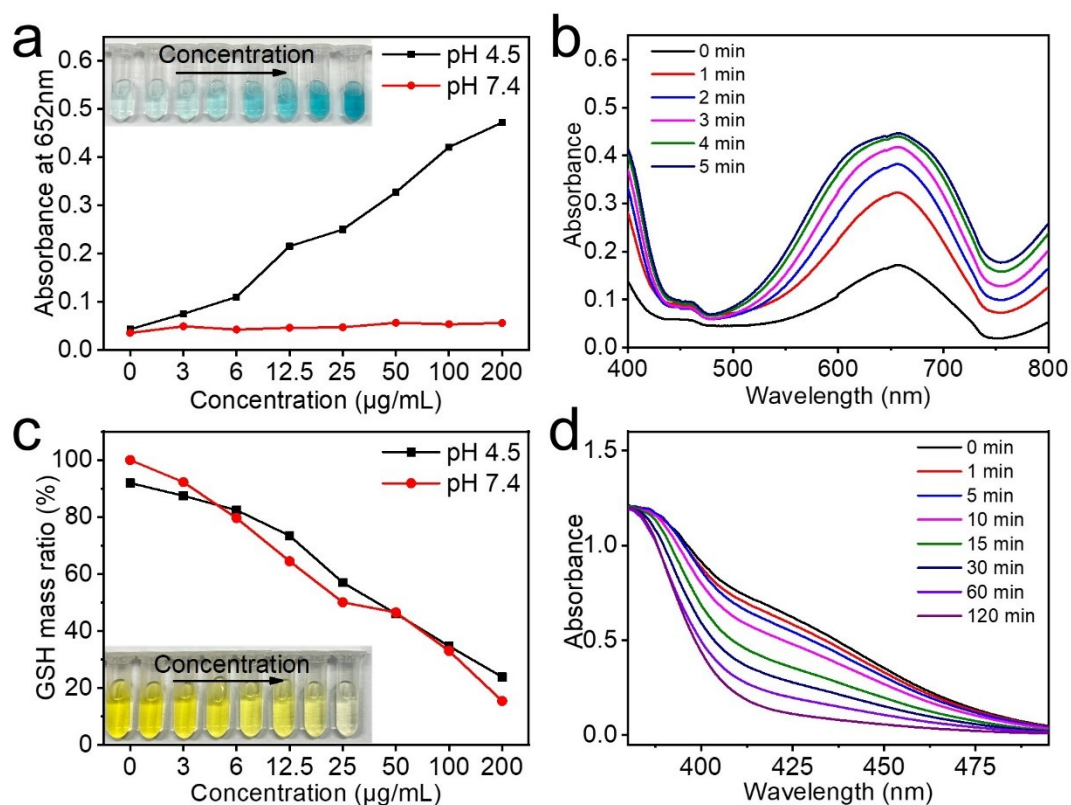 a
Concentration
pH 4.5
pH 7.4
0.6
0.5
0.4
0.3
0.2
0.1
0.0
Absorbance at 652nm
0 3 6 12.5 25 50 100 200
Concentration (µg/mL)
b
0 min
1 min
2 min
3 min
4 min
5 min
0.6
0.5
0.4
0.3
0.2
0.1
0.0
Absorbance
400 500 600 700 800
Wavelength (nm)
c
pH 4.5
pH 7.4
100
80
60
40
20
0
GSH mass ratio (%)
Concentration
0 3 6 12.5 25 50 100 200
Concentration (µg/mL)
d
0 min
1 min
5 min
10 min
15 min
30 min
60 min
120 min
1.5
1.0
0.5
0.0
Absorbance
400 425 450 475
Wavelength (nm)